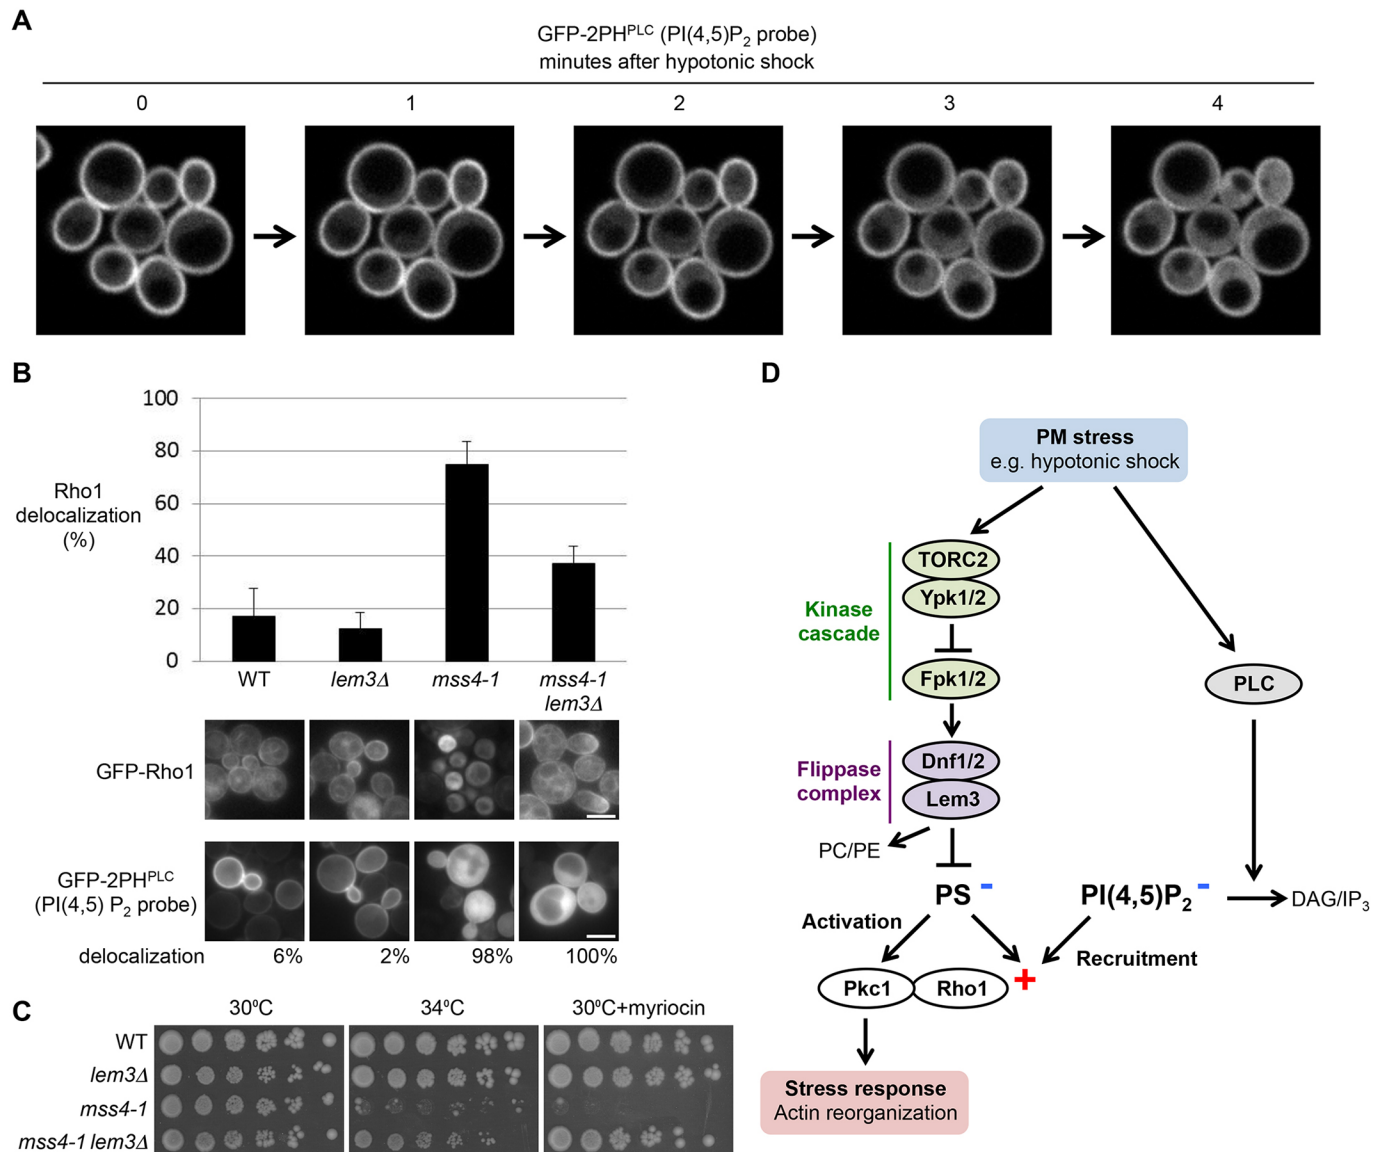 A
GFP-2PHPLC (PI(4,5)P2 probe)
minutes after hypotonic shock
0 1 2 3 4
B
100
80
60
40
20
0
Rho1
delocalization
(%)
WT lem3Δ mss4-1 mss4-1
lem3Δ
GFP-Rho1
GFP-2PHPLC
(PI(4,5) P2 probe)
delocalization 6% 2% 98% 100%
C
30ºC 34ºC 30ºC+myriocin
WT
lem3Δ
mss4-1
mss4-1 lem3Δ
D
PM stress
e.g. hypotonic shock
TORC2
Ypk1/2
Kinase
cascade
Fpk1/2
PLC
Flippase
complex
Dnf1/2
Lem3
PC/PE
PS -
PI(4,5)P2 -
DAG/IP3
Activation
Recruitment
Pkc1
Rho1
+
Stress response
Actin reorganization